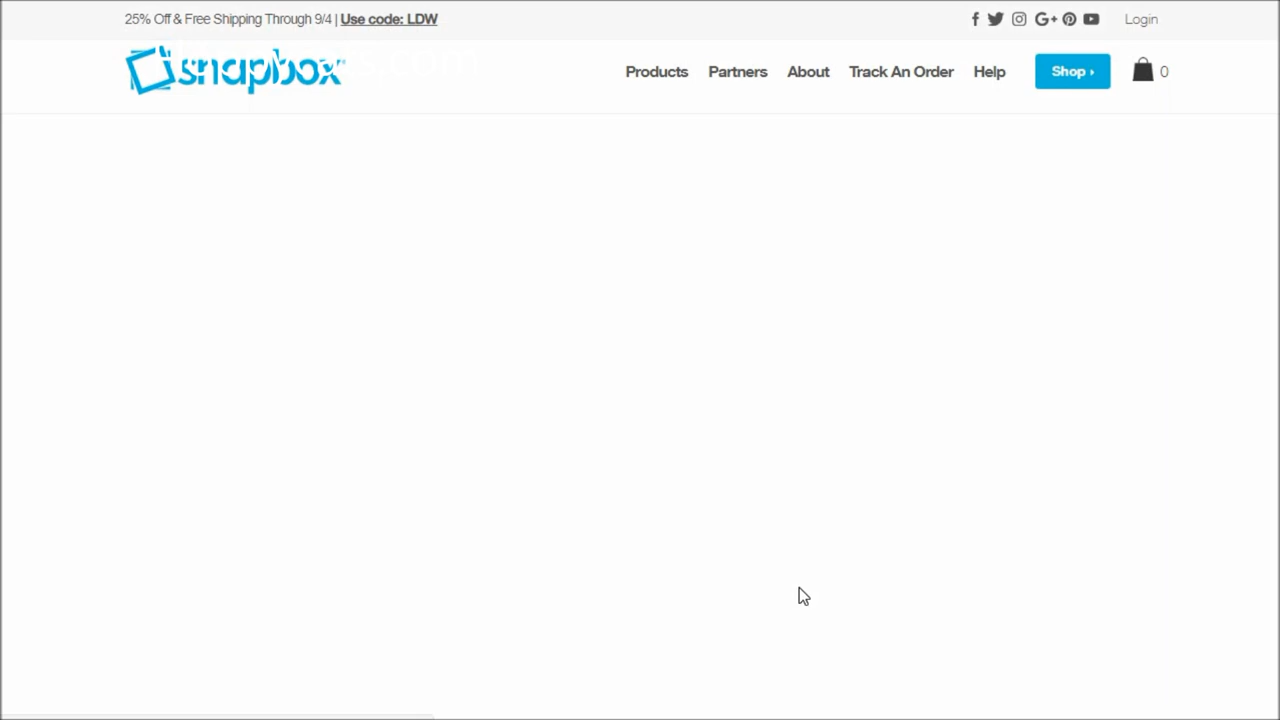 25% Off & Free Shipping Through 9/4 | Use code: LDW
Login
snapbox
Products Partners About Track An Order Help Shop › 0